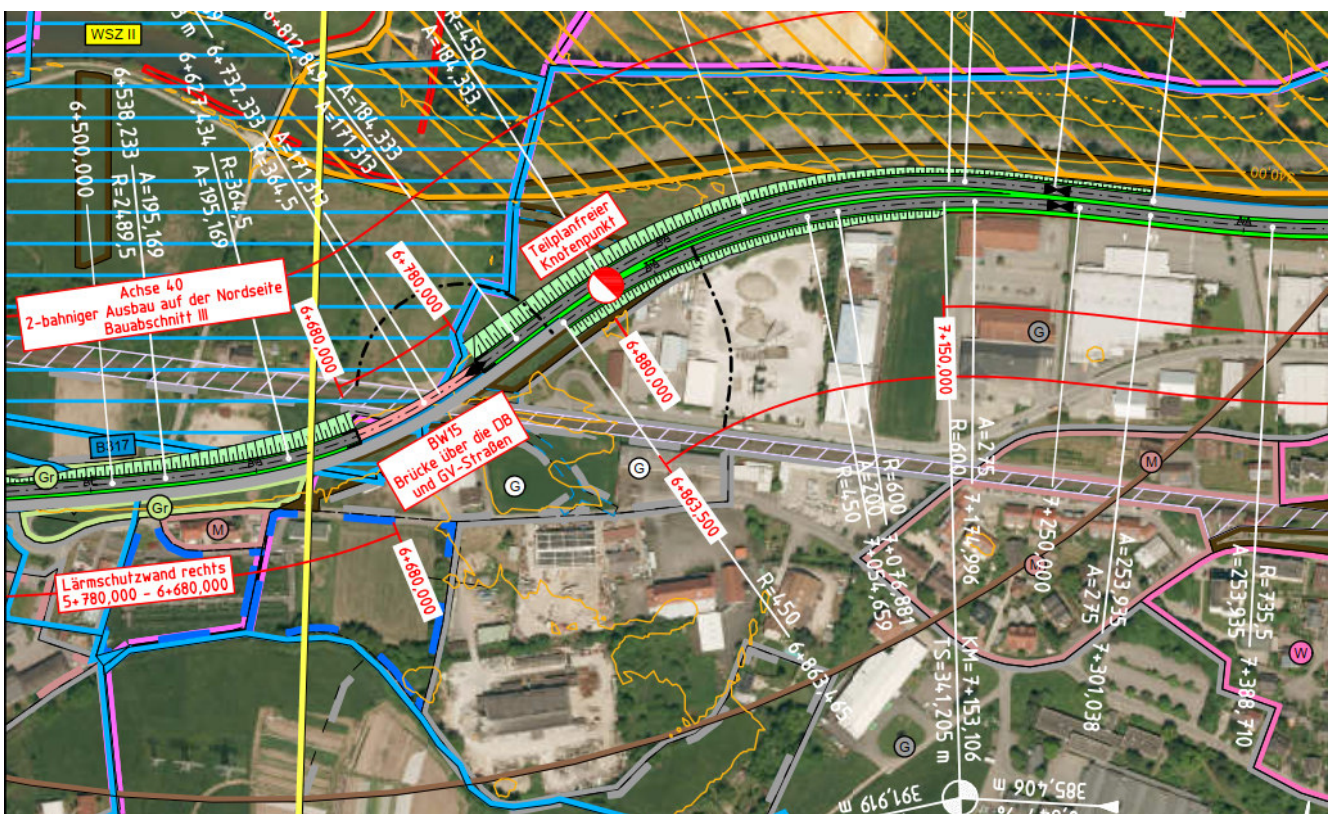 WSZ II
6+500,000
6+538,233
A=195,169
R=2489,5
6+627,434
R=364,5
A=195,169
6+732,333
A=171,313
R=364,5
6+812,842
A=184,333
A=171,313
R=450
A=184,333
Achse 40
2-bahniger Ausbau auf der Nordseite
Bauabschnitt III
6+680,000
6+780,000
Teilplanfreier
Knotenpunkt
6+880,000
7+150,000
540,00
G
B317
BW15
Brücke über die DB
und GV-Straßen
Gr
Gr
M
G
G
6+863,500
6+680,000
Lärmschutzwand rechts
5+780,000 - 6+680,000
R=450
6+863,465
R=600
A=200
R=450
7+076,881
7+054,659
A=275
R=600
7+174,996
7+250,000
A=253,935
A=275
7+301,038
R=735,5
A=253,935
7+388,710
M
M
W
G
KM=7+153,106
TS=341,205 m
391,919 m
385,406 m